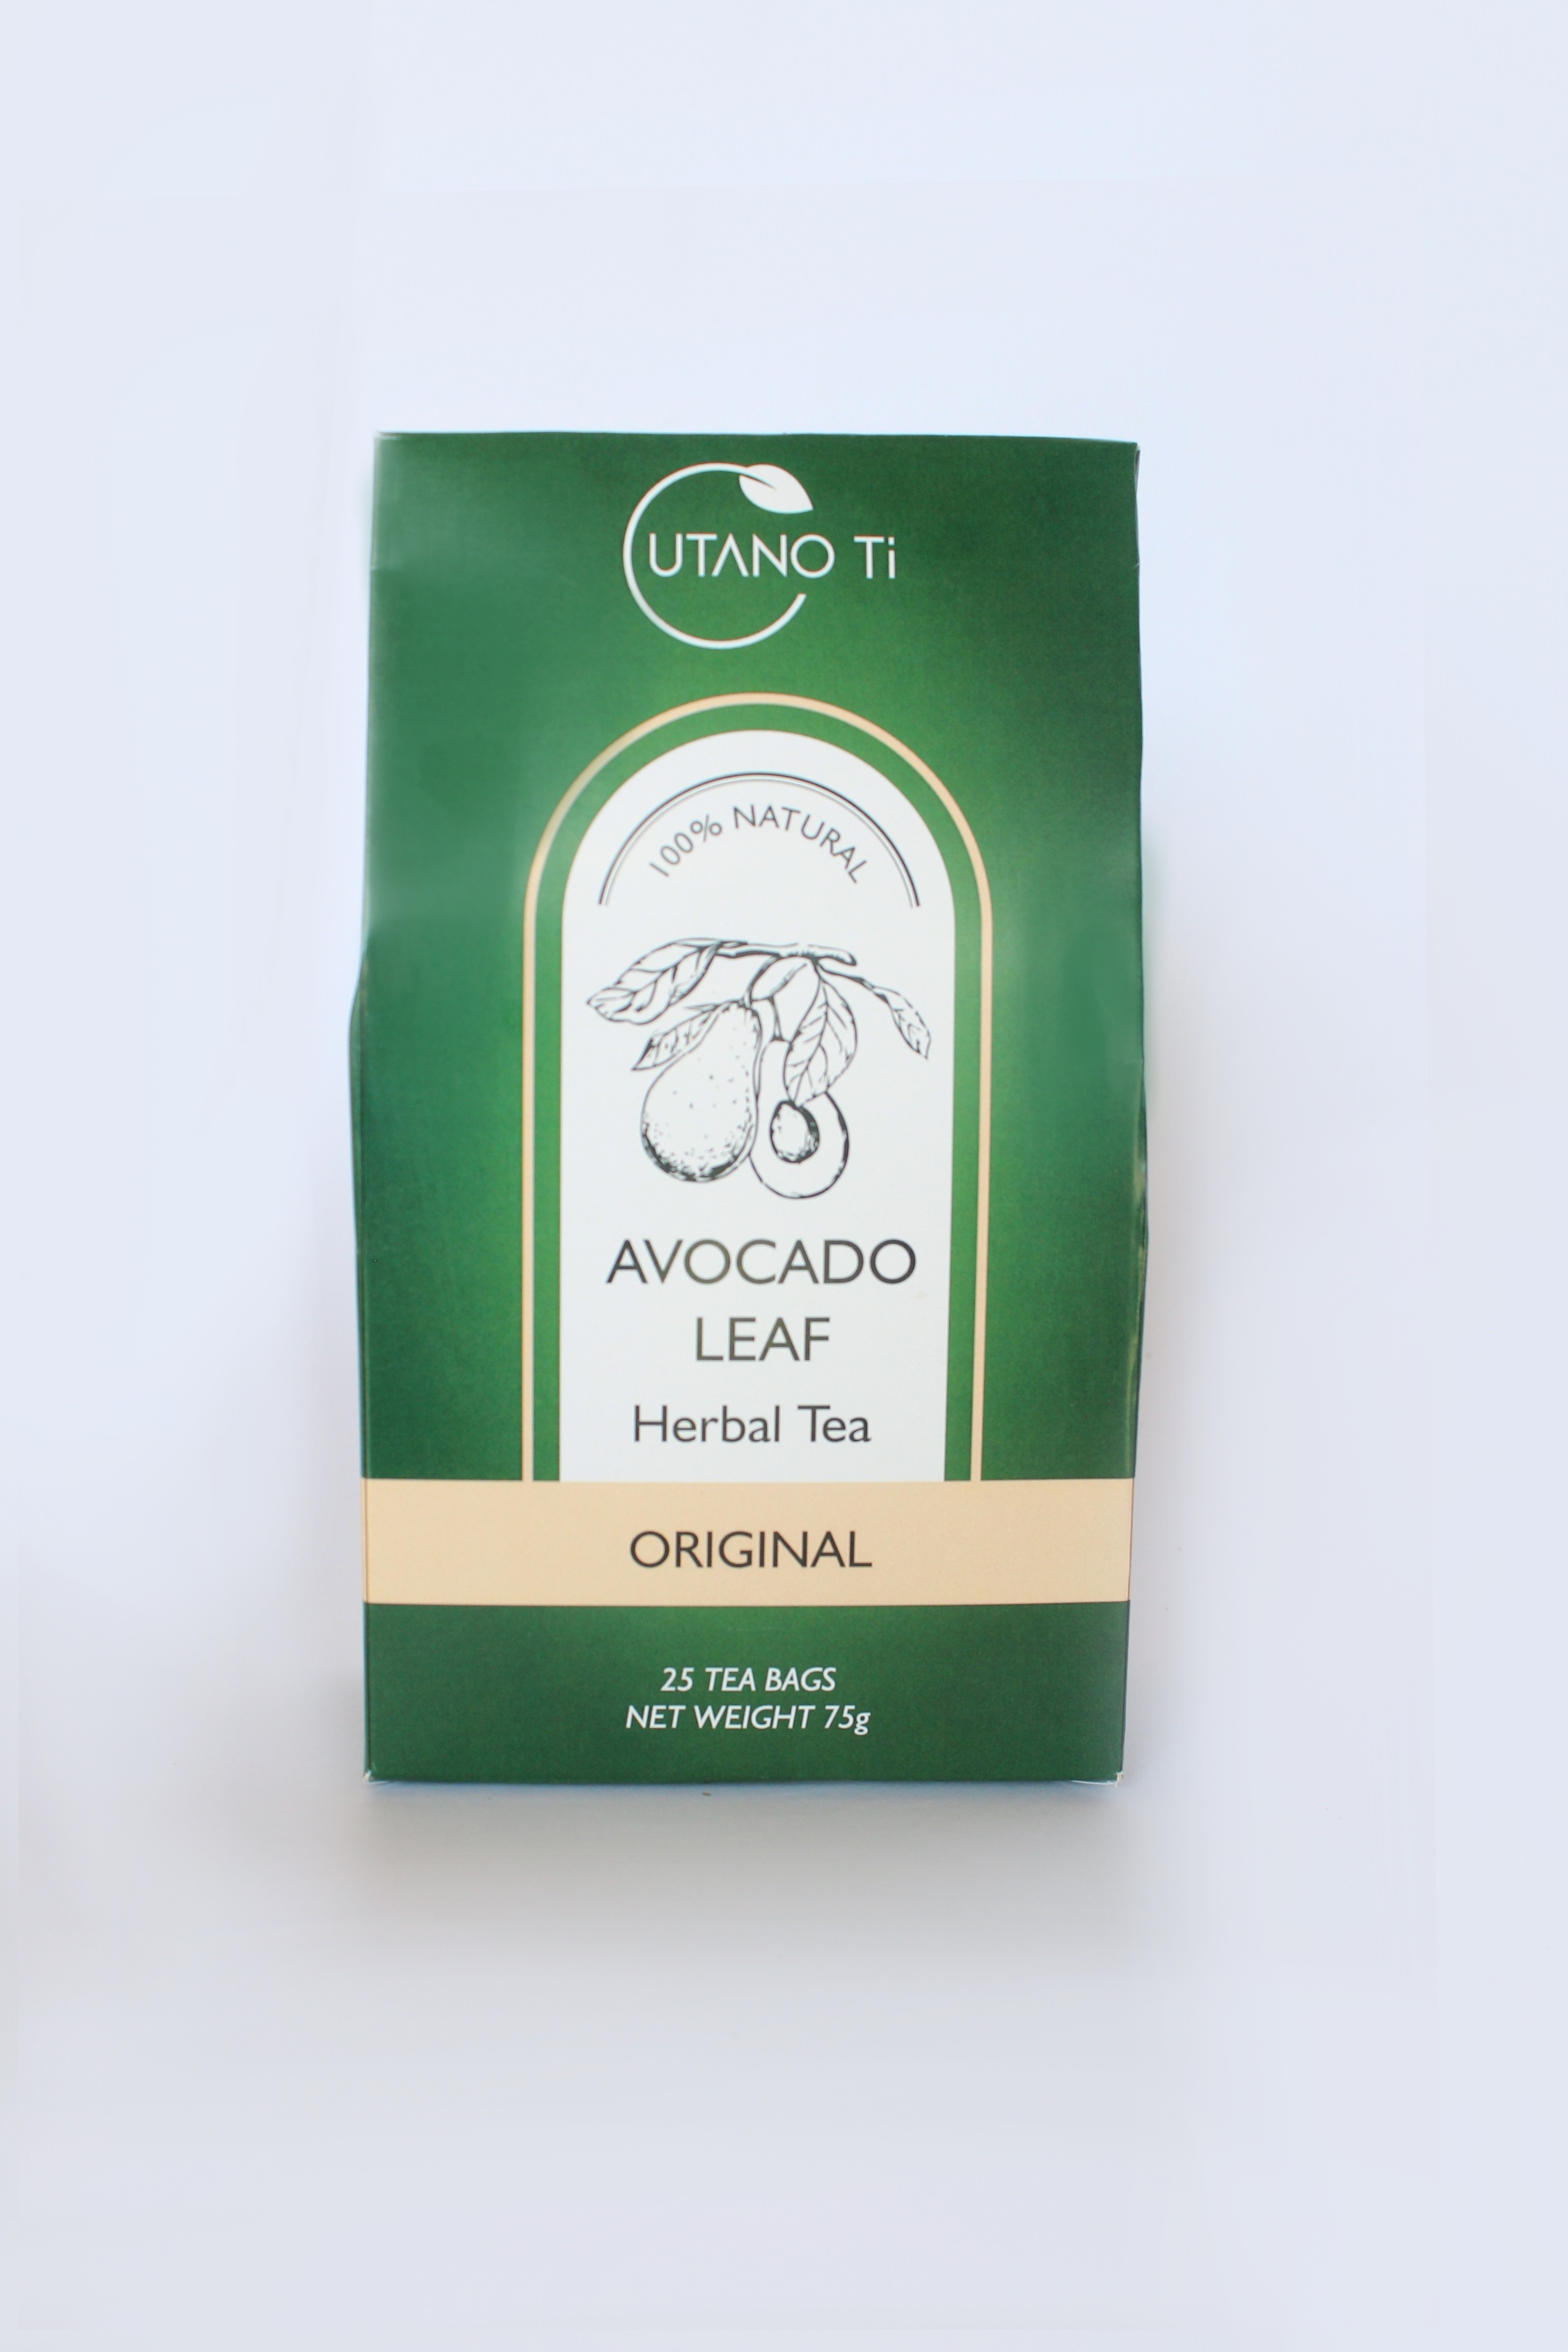 UTANO Ti
100% NATURAL
AVOCADO
LEAF
Herbal Tea
ORIGINAL
25 TEA BAGS
NET WEIGHT 75g